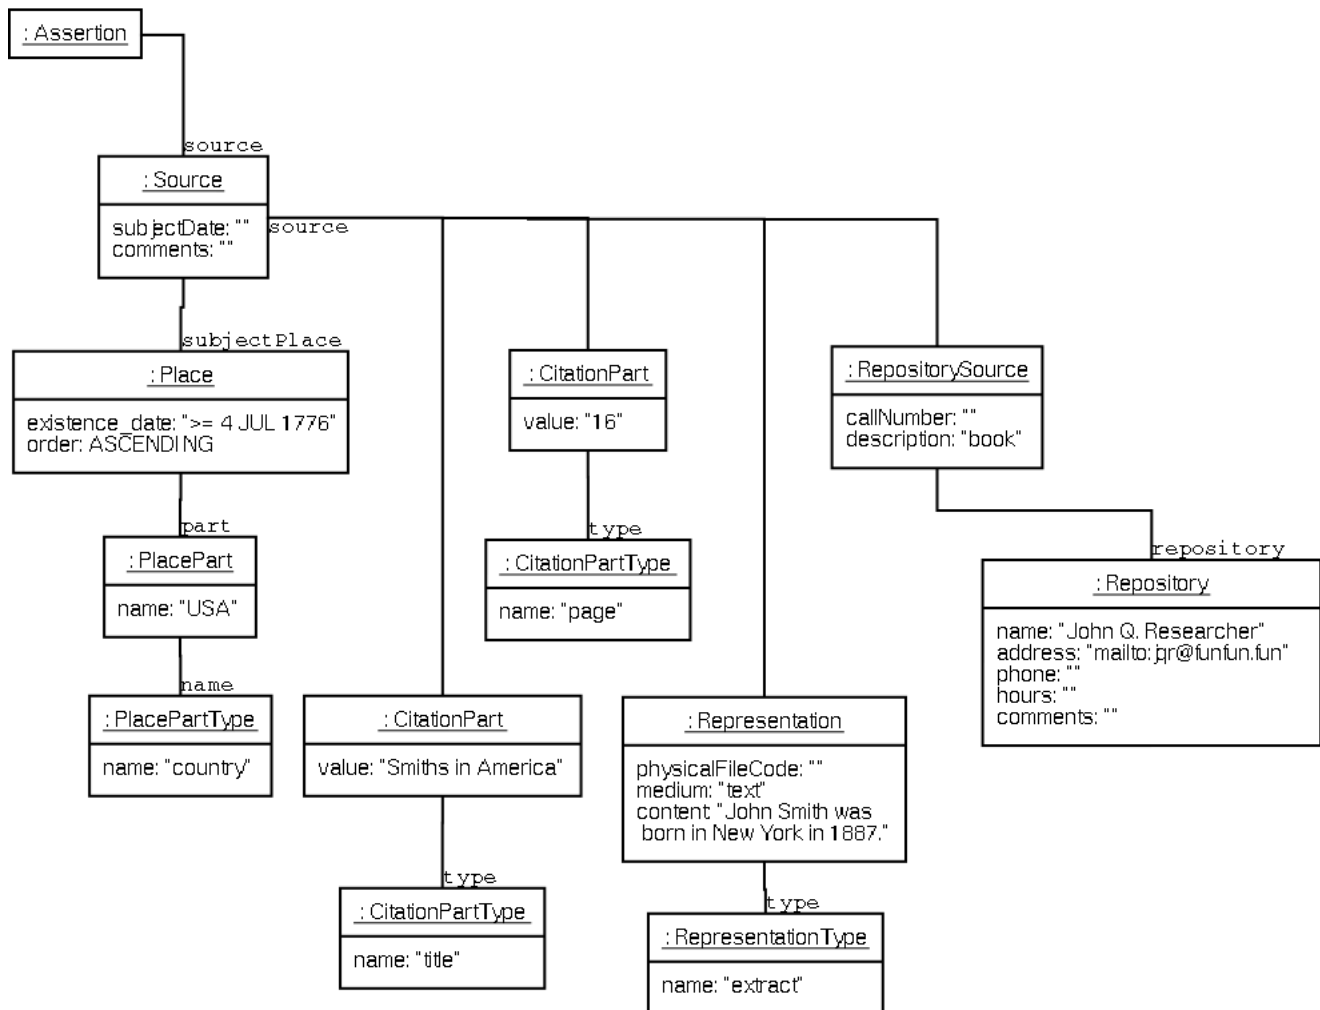 : Assertion
source
: Source
subjectDate: ""
comments: ""
source
subjectPlace
: Place
existence_date: ">= 4 JUL 1776"
order: ASCENDING
: CitationPart
value: "16"
: RepositorySource
callNumber: ""
description: "book"
part
: PlacePart
name: "USA"
type
: CitationPartType
name: "page"
repository
: Repository
name: "John Q. Researcher"
address: "mailto:jqr@funfun.fun"
phone: ""
hours: ""
comments: ""
name
: PlacePartType
name: "country"
: CitationPart
value: "Smiths in America"
: Representation
physicalFileCode: ""
medium: "text"
content: "John Smith was
born in New York in 1887."
type
: CitationPartType
name: "title"
type
: RepresentationType
name: "extract"